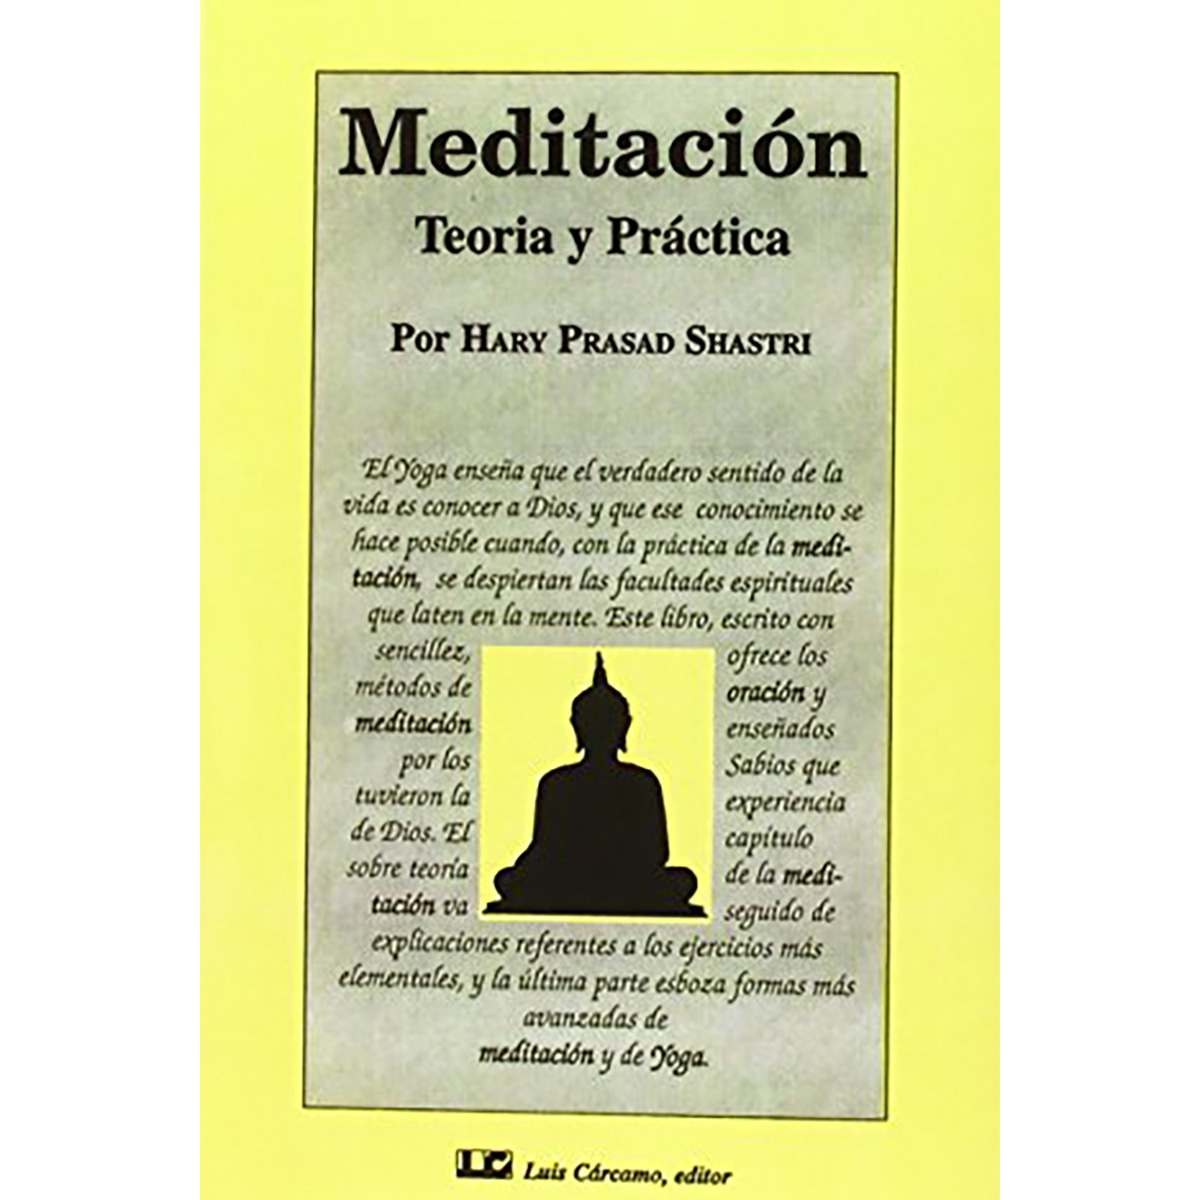 Meditación
Teoria y Práctica
Por HARY PRASAD SHASTRI
El Yoga enseña que el verdadero sentido de la
vida es conocer a Dios, y que ese conocimiento se
hace posible cuando, con la práctica de la medi-
tación, se despiertan las facultades espirituales
que laten en la mente. Este libro, escrito con
sencillez, ofrece los
métodos de oración y
meditación enseñados
por los Sabios que
tuvieron la experiencia
de Dios. El capítulo
sobre teoría de la medi-
tación va seguido de
explicaciones referentes a los ejercicios más
elementales, y la última parte esboza formas más
avanzadas de
meditación y de Yoga.
LC Luis Cárcamo, editor